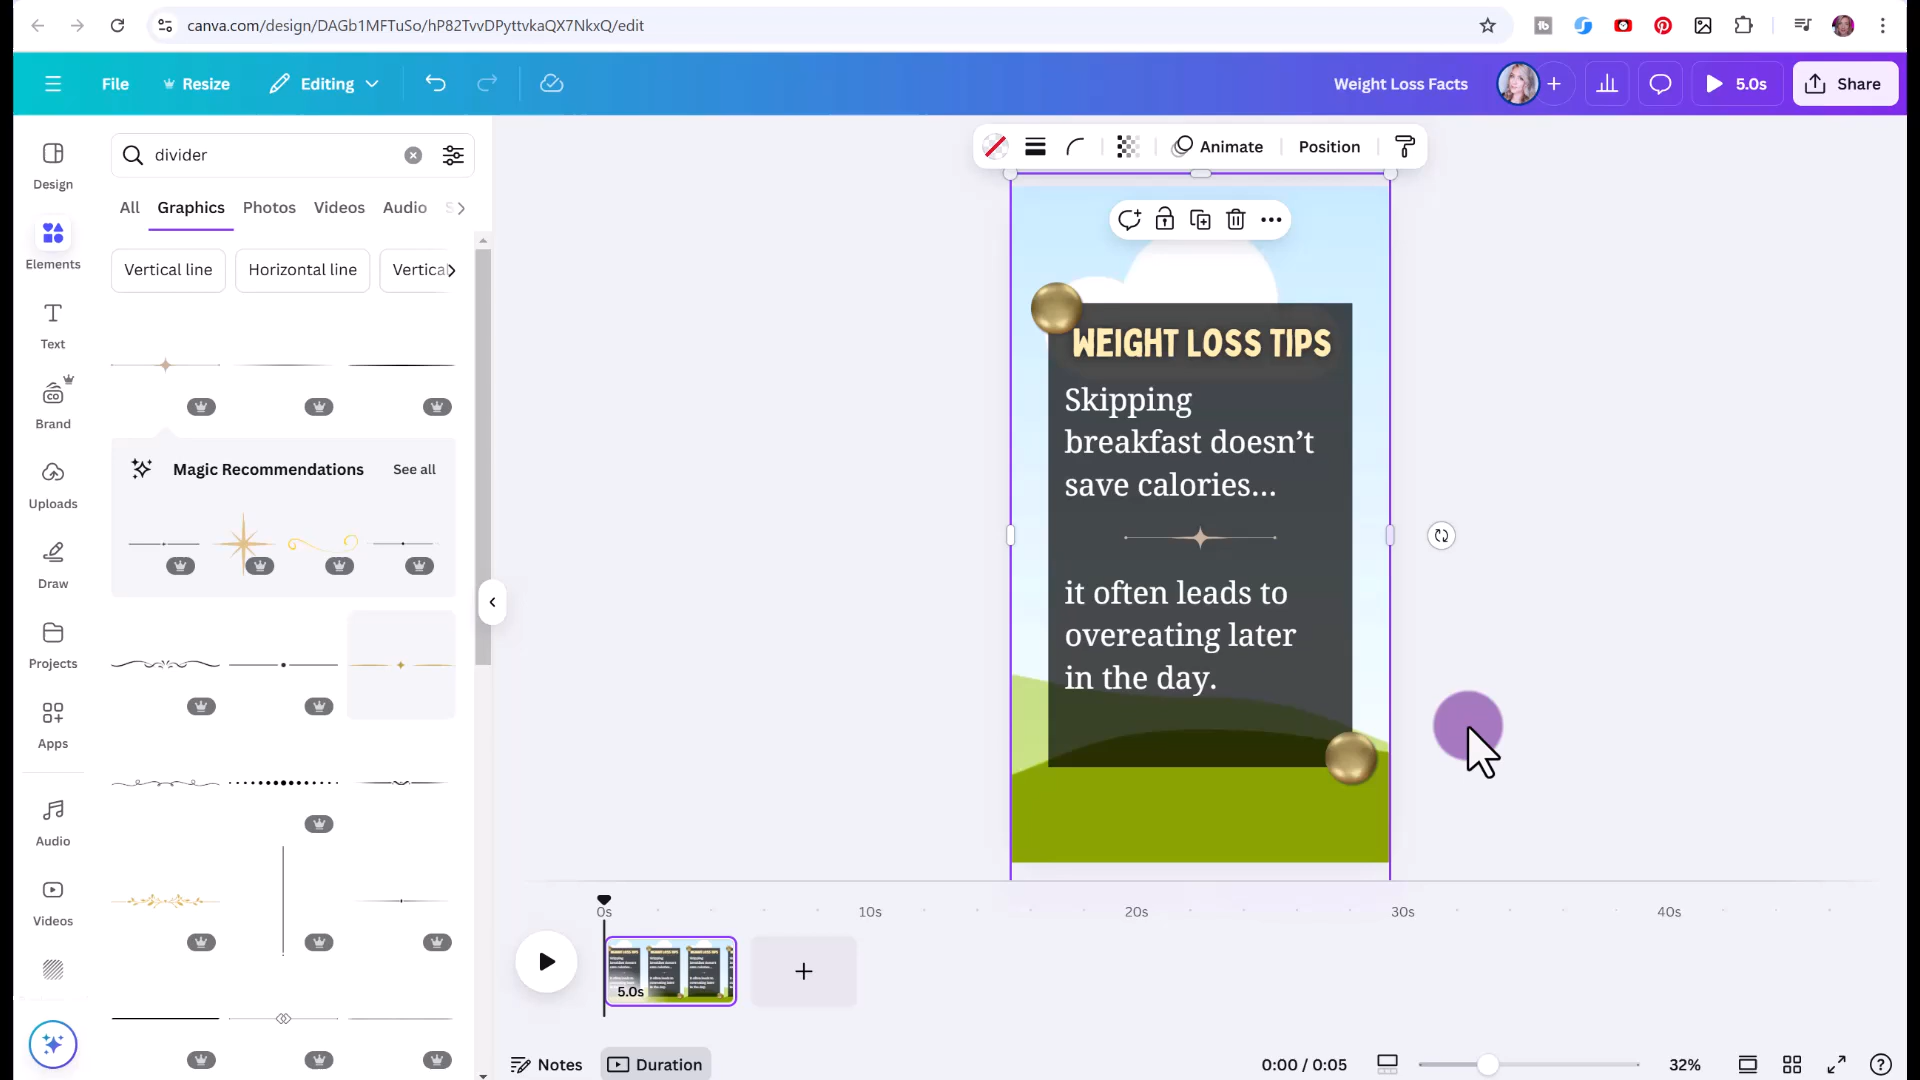 canva.com/design/DAGb1MFTuSo/hP82TvvDPyttvkaQX7NkxQ/edit
File
Resize
Editing
Weight Loss Facts
5.0s
Share
Design
Elements
Text
Brand
Uploads
Draw
Projects
Apps
Audio
Videos
divider
All
Graphics
Photos
Videos
Audio
Vertical line
Horizontal line
Vertical
Magic Recommendations
See all
Animate
Position
WEIGHT LOSS TIPS
Skipping
breakfast doesn’t
save calories...
it often leads to
overeating later
in the day.
0s
10s
20s
30s
40s
5.0s
Notes
Duration
0:00 / 0:05
32%